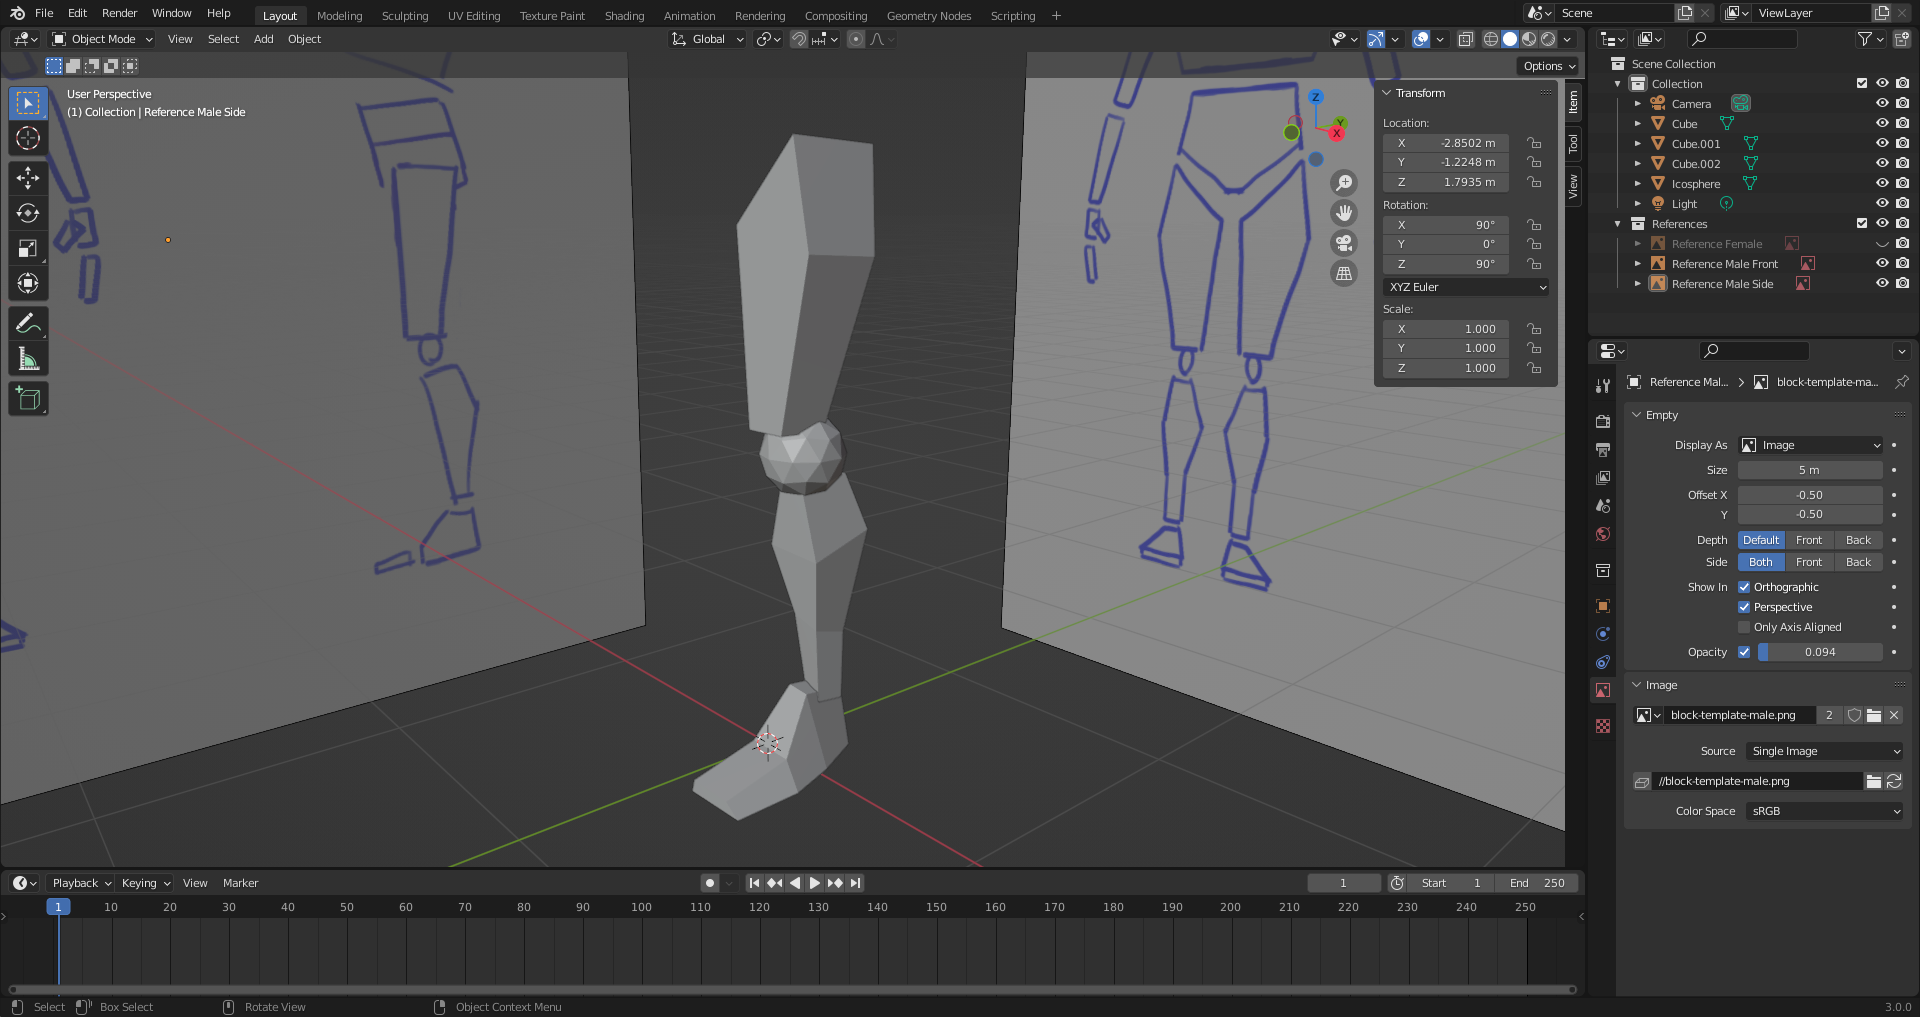 File Edit Render Window Help Layout Modeling Sculpting UV Editing Texture Paint Shading Animation Rendering Compositing Geometry Nodes Scripting + Scene ViewLayer
Object Mode View Select Add Object Global
Options
User Perspective
(1) Collection | Reference Male Side
Z
Y
X
Transform
Location:
X -2.8502 m
Y -1.2248 m
Z 1.7935 m
Rotation:
X 90°
Y 0°
Z 90°
XYZ Euler
Scale:
X 1.000
Y 1.000
Z 1.000
Item
Tool
View
Scene Collection
Collection
Camera
Cube
Cube.001
Cube.002
Icosphere
Light
References
Reference Female
Reference Male Front
Reference Male Side
Reference Mal... block-template-ma...
Empty
Display As Image
Size 5 m
Offset X -0.50
Y -0.50
Depth Default Front Back
Side Both Front Back
Show In Orthographic
Perspective
Only Axis Aligned
Opacity 0.094
Image
block-template-male.png 2
Source Single Image
//block-template-male.png
Color Space sRGB
Playback Keying View Marker 1 Start 1 End 250
1 10 20 30 40 50 60 70 80 90 100 110 120 130 140 150 160 170 180 190 200 210 220 230 240 250
Select Box Select Rotate View Object Context Menu 3.0.0